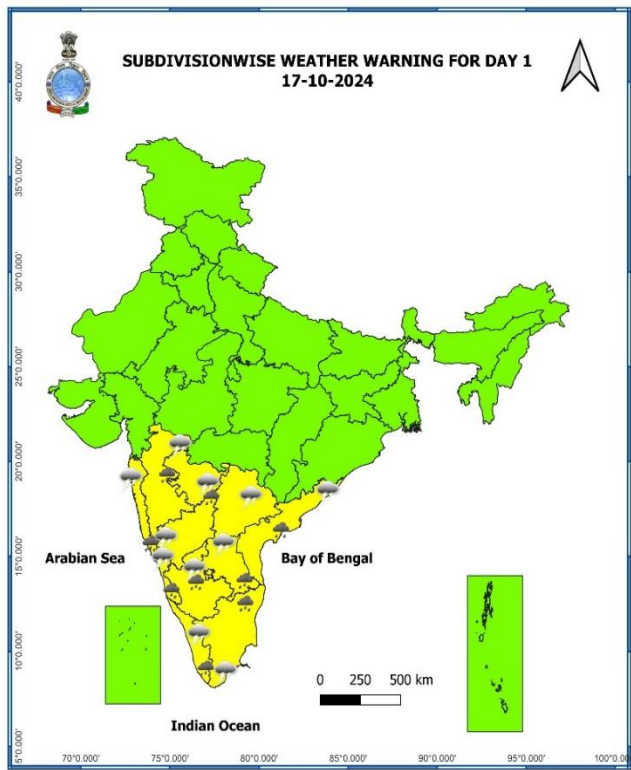 SUBDIVISIONWISE WEATHER WARNING FOR DAY 1
17-10-2024
40°0.000'
35°0.000'
30°0.000'
25°0.000'
20°0.000'
15°0.000'
10°0.000'
5°0.000'
Arabian Sea
Bay of Bengal
0 250 500 km
Indian Ocean
70°0.000' 75°0.000' 80°0.000' 85°0.000' 90°0.000' 95°0.000' 100°0.000'